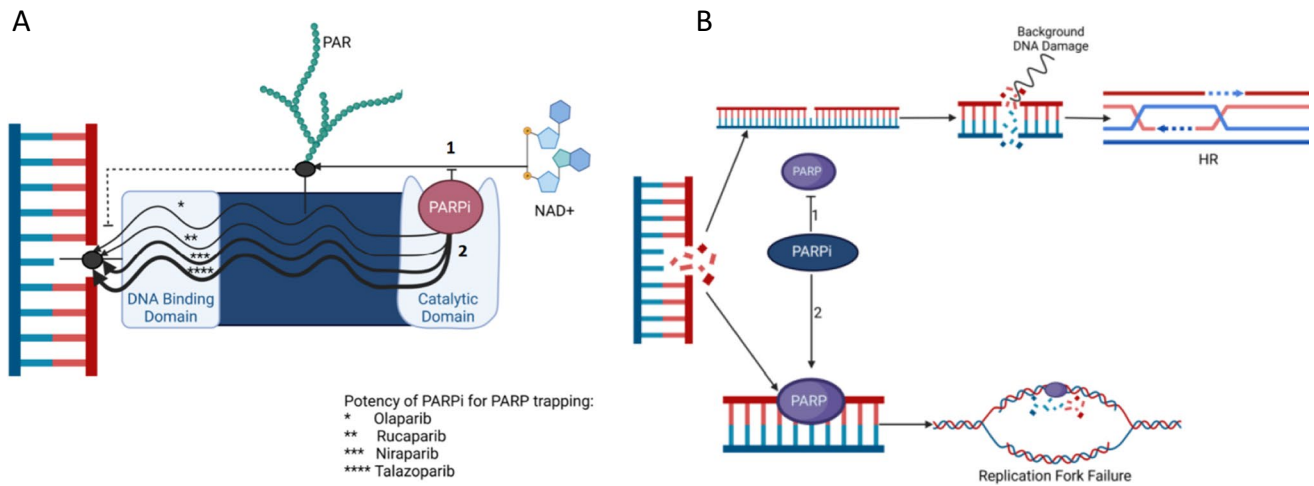 A
PAR
1
NAD+
PARPi
2
*
**
***
****
DNA Binding
Domain
Catalytic
Domain
Potency of PARPi for PARP trapping:
* Olaparib
** Rucaparib
*** Niraparib
**** Talazoparib
B
Background
DNA Damage
HR
PARP
1
PARPi
2
PARP
Replication Fork Failure